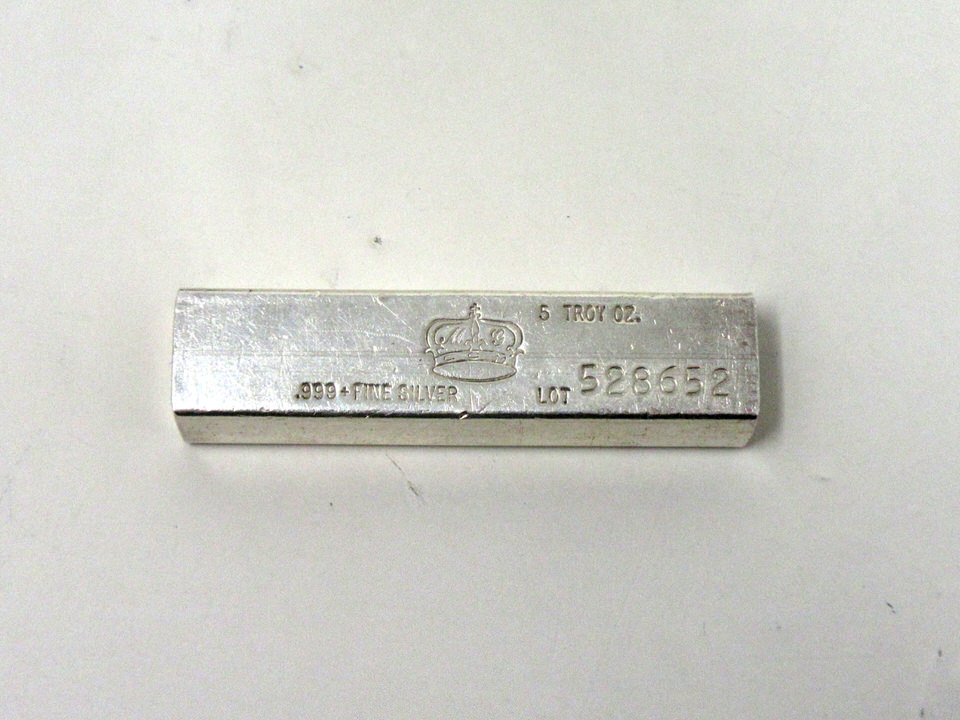 M. G
5 TROY OZ.
.999+ FINE SILVER
LOT 528652